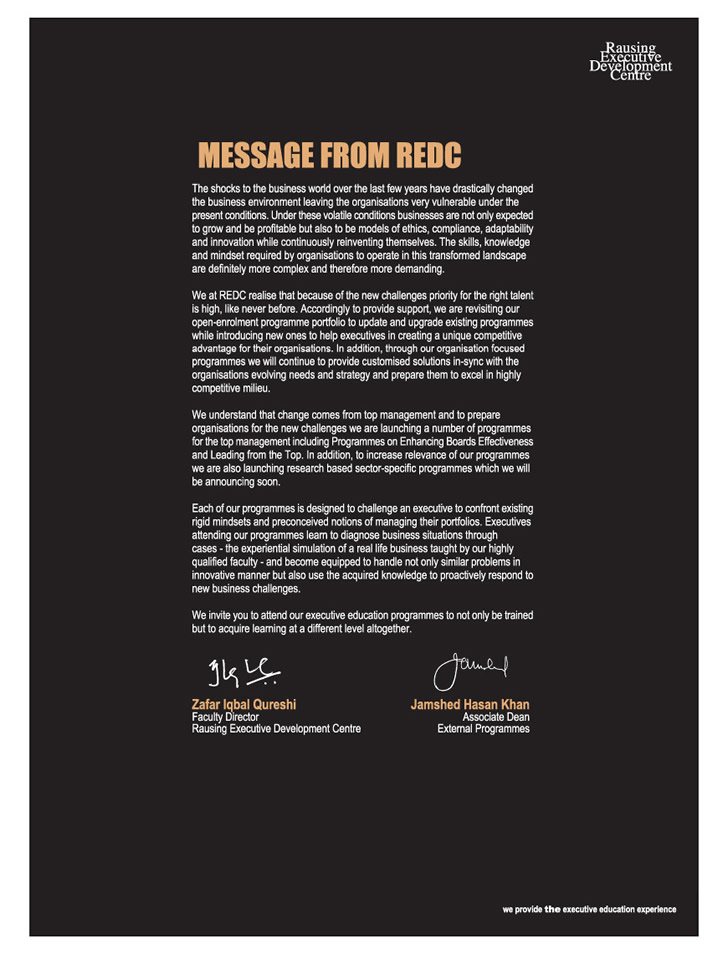 Rausing
Executive
Development
Centre
MESSAGE FROM REDC
The shocks to the business world over the last few years have drastically changed
the business environment leaving the organisations very vulnerable under the
present conditions. Under these volatile conditions businesses are not only expected
to grow and be profitable but also to be models of ethics, compliance, adaptability
and innovation while continuously reinventing themselves. The skills, knowledge
and mindset required by organisations to operate in this transformed landscape
are definitely more complex and therefore more demanding.
We at REDC realise that because of the new challenges priority for the right talent
is high, like never before. Accordingly to provide support, we are revisiting our
open-enrolment programme portfolio to update and upgrade existing programmes
while introducing new ones to help executives in creating a unique competitive
advantage for their organisations. In addition, through our organisation focused
programmes we will continue to provide customised solutions in-sync with the
organisations evolving needs and strategy and prepare them to excel in highly
competitive milieu.
We understand that change comes from top management and to prepare
organisations for the new challenges we are launching a number of programmes
for the top management including Programmes on Enhancing Boards Effectiveness
and Leading from the Top. In addition, to increase relevance of our programmes
we are also launching research based sector-specific programmes which we will
be announcing soon.
Each of our programmes is designed to challenge an executive to confront existing
rigid mindsets and preconceived notions of managing their portfolios. Executives
attending our programmes learn to diagnose business situations through
cases - the experiential simulation of a real life business taught by our highly
qualified faculty - and become equipped to handle not only similar problems in
innovative manner but also use the acquired knowledge to proactively respond to
new business challenges.
We invite you to attend our executive education programmes to not only be trained
but to acquire learning at a different level altogether.
Jamshed
Zafar Iqbal Qureshi
Faculty Director
Rausing Executive Development Centre
Jamshed Hasan Khan
Associate Dean
External Programmes
we provide the executive education experience